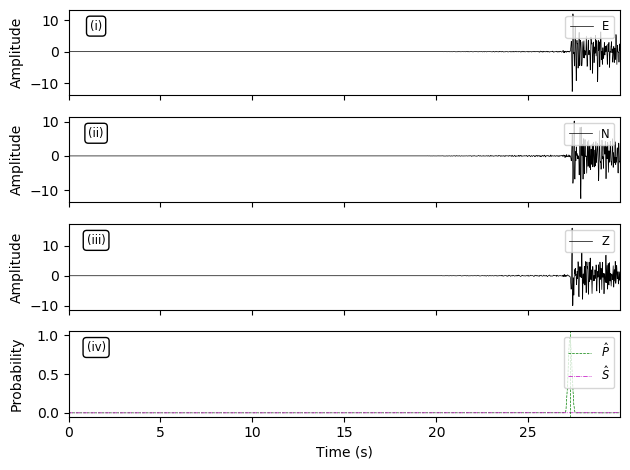 (i)
E
Amplitude
10
0
−10
(ii)
N
Amplitude
10
0
−10
(iii)
Z
Amplitude
10
0
−10
(iv)
P̂
Ŝ
Probability
1.0
0.5
0.0
0 5 10 15 20 25
Time (s)